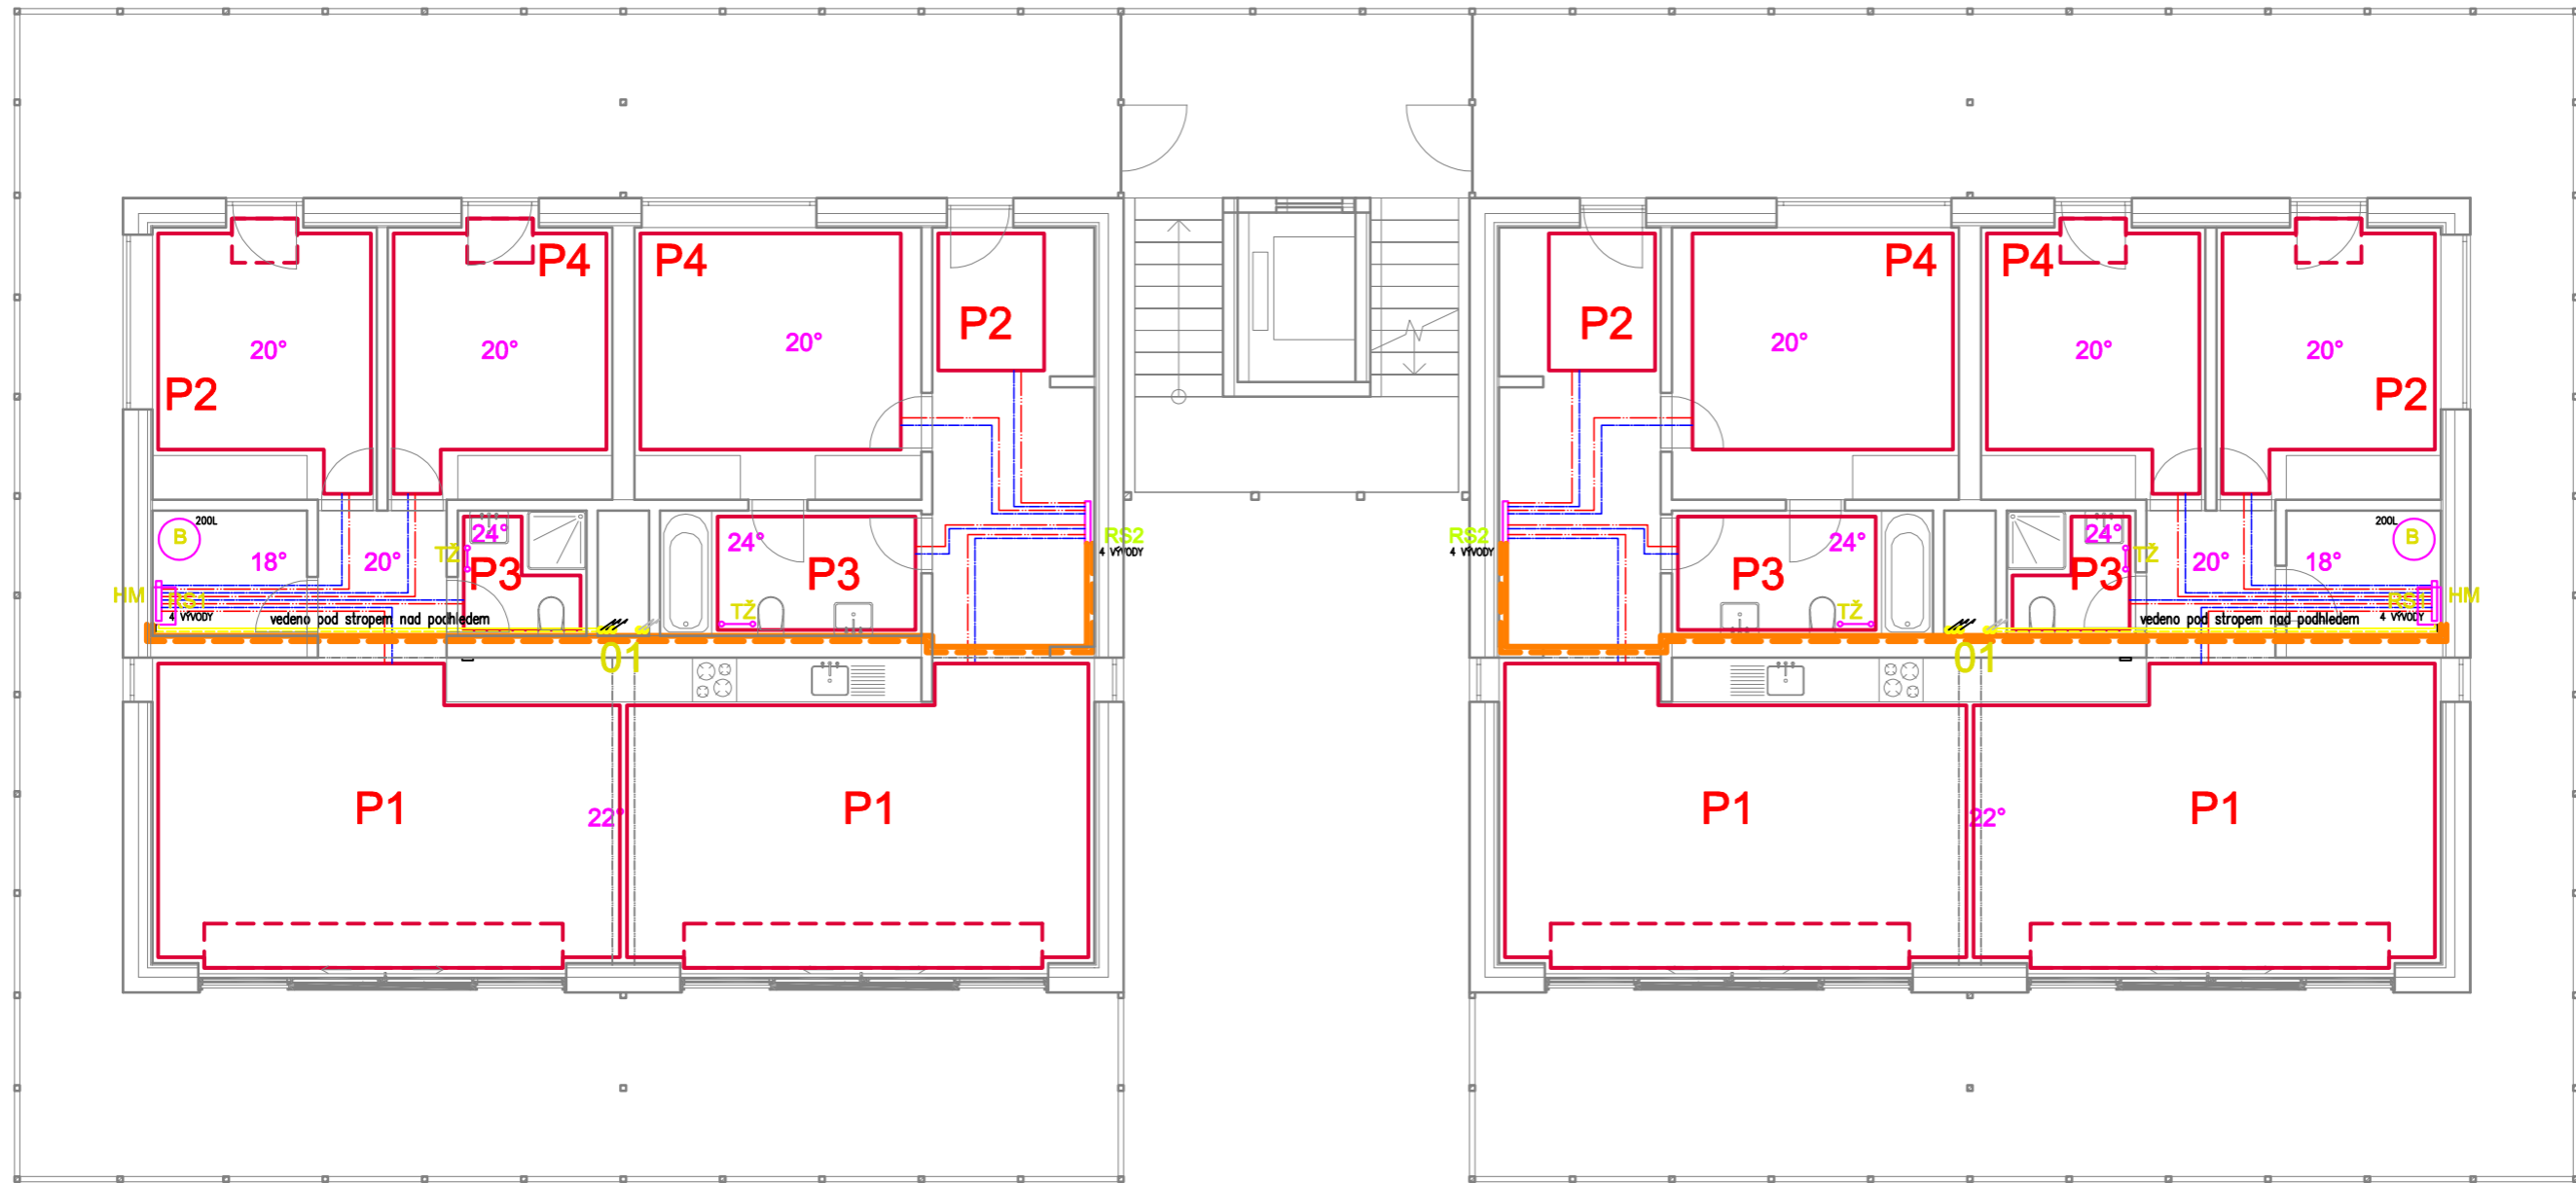 P4 P4 P4 P4
P2 P2
20° 20° 20° 20° 20° 20°
P2 P2
200L 200L
24° 24° 24° 24°
B RS2 RS2 B
TŽ 4 VÝVODY 4 VÝVODY TŽ
18° 20° 20° 18°
P3 P3 P3 P3
HM RS1 RS1 HM
TŽ TŽ
4 VÝVODY vedeno pod stropem nad podhledem vedeno pod stropem nad podhledem 4 VÝVODY
01 01
P1 P1 P1 P1
22° 22°